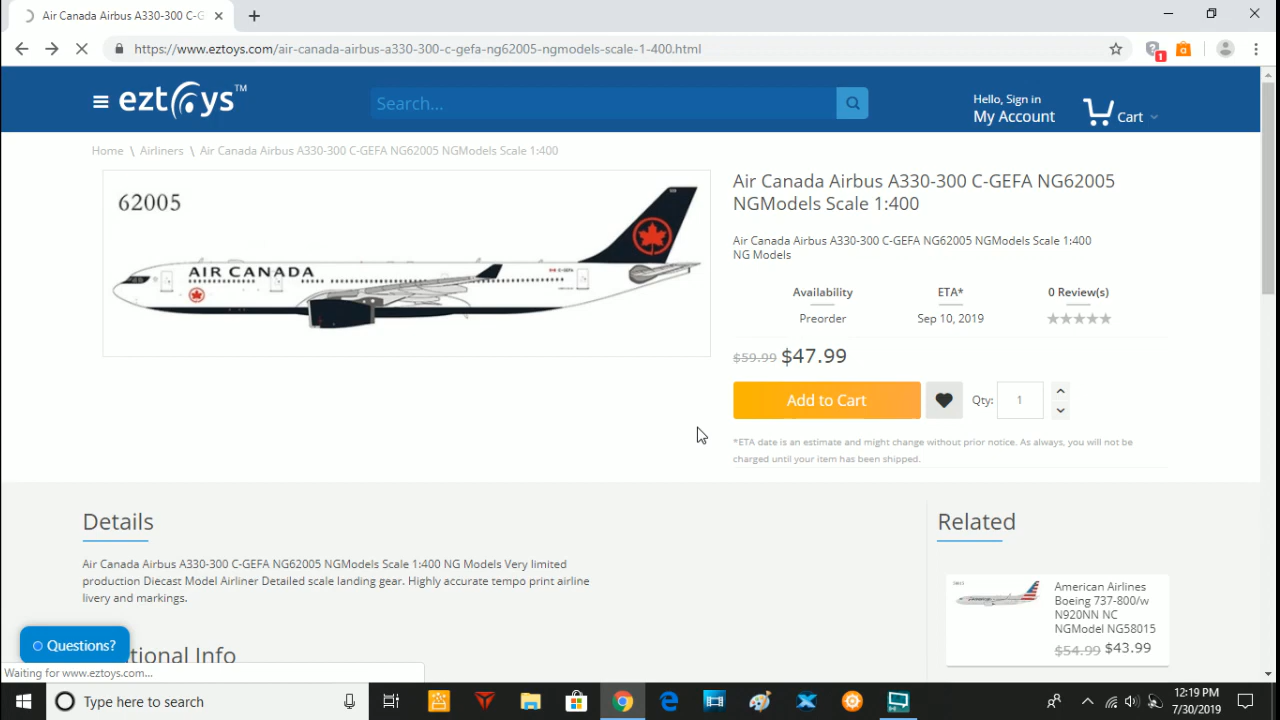 Air Canada Airbus A330-300 C-G
https://www.eztoys.com/air-canada-airbus-a330-300-c-gefa-ng62005-ngmodels-scale-1-400.html
1
eztoys™
Search...
Hello, Sign in
My Account
Cart
Home \ Airliners \ Air Canada Airbus A330-300 C-GEFA NG62005 NGModels Scale 1:400
62005
AIR CANADA
Air Canada Airbus A330-300 C-GEFA NG62005
NGModels Scale 1:400
Air Canada Airbus A330-300 C-GEFA NG62005 NGModels Scale 1:400
NG Models
Availability ETA* 0 Review(s)
Preorder Sep 10, 2019
$59.99 $47.99
Add to Cart Qty: 1
*ETA date is an estimate and might change without prior notice. As always, you will not be
charged until your item has been shipped.
Details
Air Canada Airbus A330-300 C-GEFA NG62005 NGModels Scale 1:400 NG Models Very limited
production Diecast Model Airliner Detailed scale landing gear. Highly accurate tempo print airline
livery and markings.
Related
American Airlines
Boeing 737-800/w
N920NN NC
NGModel NG58015
$54.99 $43.99
Questions?
tional Info
Waiting for www.eztoys.com...
Type here to search
12:19 PM
7/30/2019